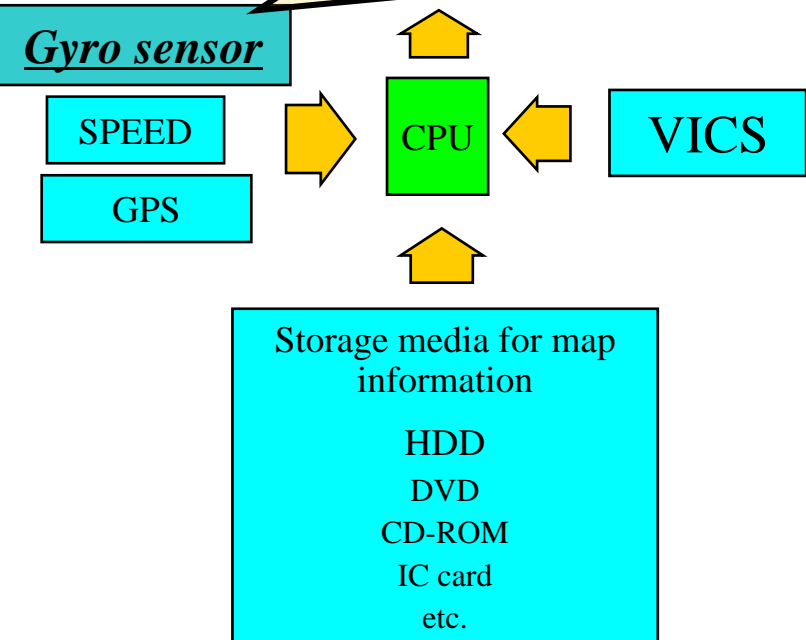 Gyro sensor
SPEED
GPS
CPU
VICS
Storage media for map
information
HDD
DVD
CD-ROM
IC card
etc.